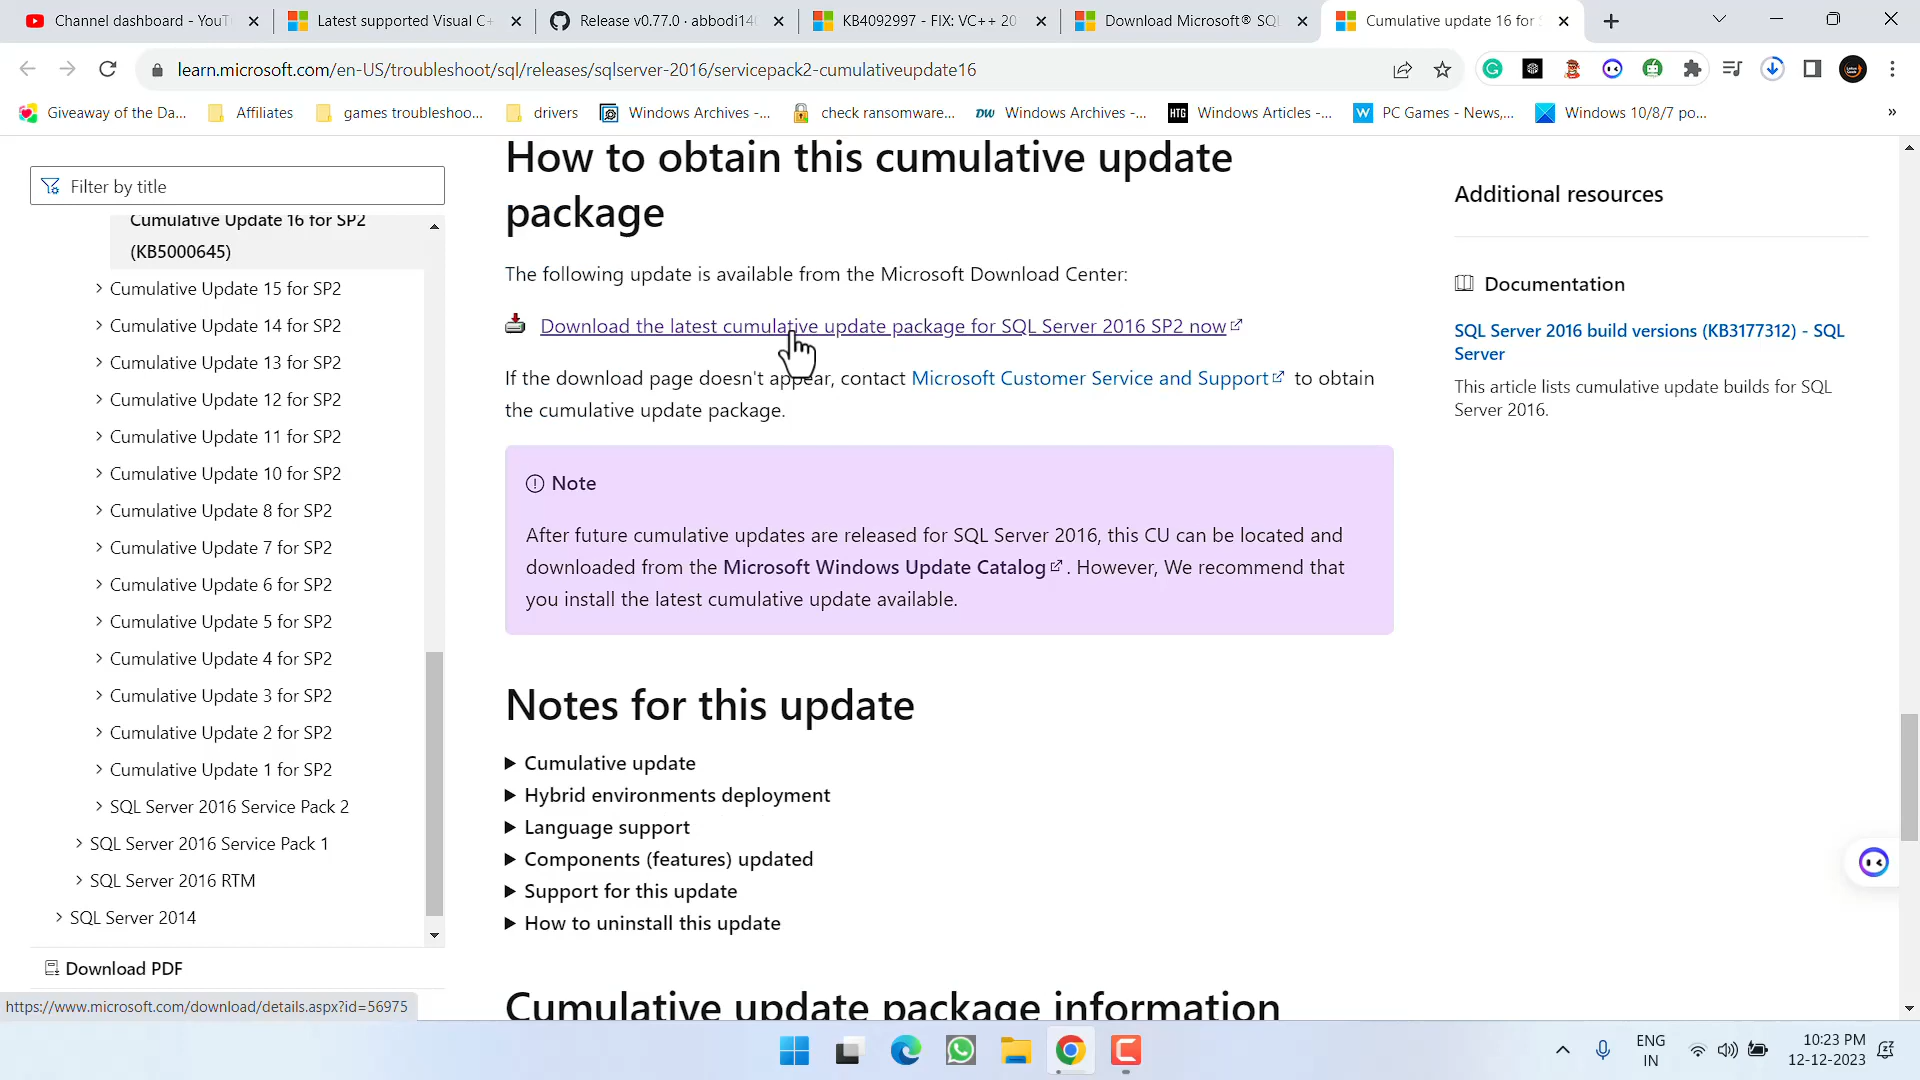 Channel dashboard - YouT
Latest supported Visual C+
Release v0.77.0 · abbodi140
KB4092997 - FIX: VC++ 20
Download Microsoft® SQL
Cumulative update 16 for S
learn.microsoft.com/en-US/troubleshoot/sql/releases/sqlserver-2016/servicepack2-cumulativeupdate16
Giveaway of the Da...
Affiliates
games troubleshoo...
drivers
Windows Archives -...
check ransomware...
DW
Windows Archives -...
HTG
Windows Articles -...
W
PC Games - News,...
Windows 10/8/7 po...
»
Filter by title
Cumulative Update 16 for SP2
(KB5000645)
Cumulative Update 15 for SP2
Cumulative Update 14 for SP2
Cumulative Update 13 for SP2
Cumulative Update 12 for SP2
Cumulative Update 11 for SP2
Cumulative Update 10 for SP2
Cumulative Update 8 for SP2
Cumulative Update 7 for SP2
Cumulative Update 6 for SP2
Cumulative Update 5 for SP2
Cumulative Update 4 for SP2
Cumulative Update 3 for SP2
Cumulative Update 2 for SP2
Cumulative Update 1 for SP2
SQL Server 2016 Service Pack 2
SQL Server 2016 Service Pack 1
SQL Server 2016 RTM
SQL Server 2014
Download PDF
https://www.microsoft.com/download/details.aspx?id=56975
How to obtain this cumulative update
package
The following update is available from the Microsoft Download Center:
Download the latest cumulative update package for SQL Server 2016 SP2 now
If the download page doesn't appear, contact Microsoft Customer Service and Support to obtain
the cumulative update package.
Note
After future cumulative updates are released for SQL Server 2016, this CU can be located and
downloaded from the Microsoft Windows Update Catalog . However, We recommend that
you install the latest cumulative update available.
Notes for this update
Cumulative update
Hybrid environments deployment
Language support
Components (features) updated
Support for this update
How to uninstall this update
Cumulative update package information
Additional resources
Documentation
SQL Server 2016 build versions (KB3177312) - SQL
Server
This article lists cumulative update builds for SQL
Server 2016.
ENG
IN
10:23 PM
12-12-2023